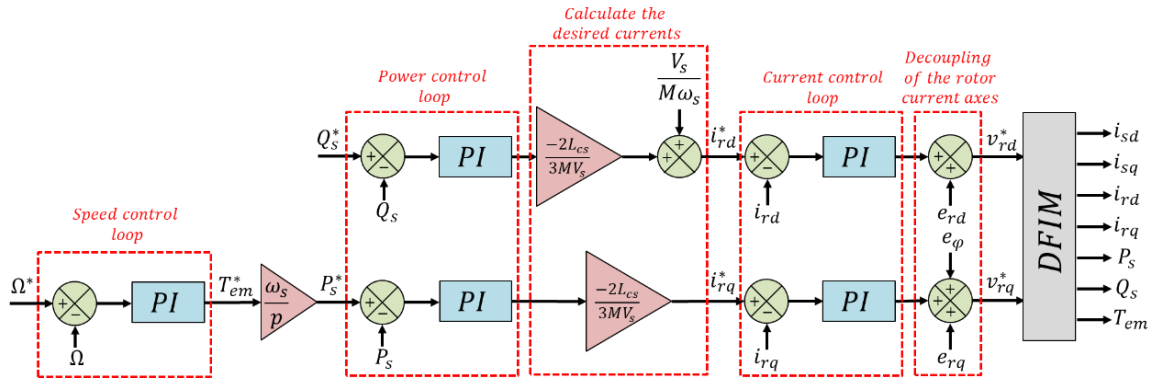 Calculate the
desired currents
Power control
loop
V_s
Mω_s
Current control
loop
Decoupling
of the rotor
current axes
Q_s^*
+
−
Q_s
PI
−2L_cs
3MV_s
+
+
i_rd^*
+
−
i_rd
PI
+
+
e_rd
v_rd^*
Speed control
loop
Ω^*
+
−
Ω
PI
T_em^*
ω_s
p
P_s^*
+
−
P_s
PI
−2L_cs
3MV_s
i_rq^*
+
−
i_rq
PI
e_φ
+
+
+
e_rq
v_rq^*
DFIM
i_sd
i_sq
i_rd
i_rq
P_s
Q_s
T_em